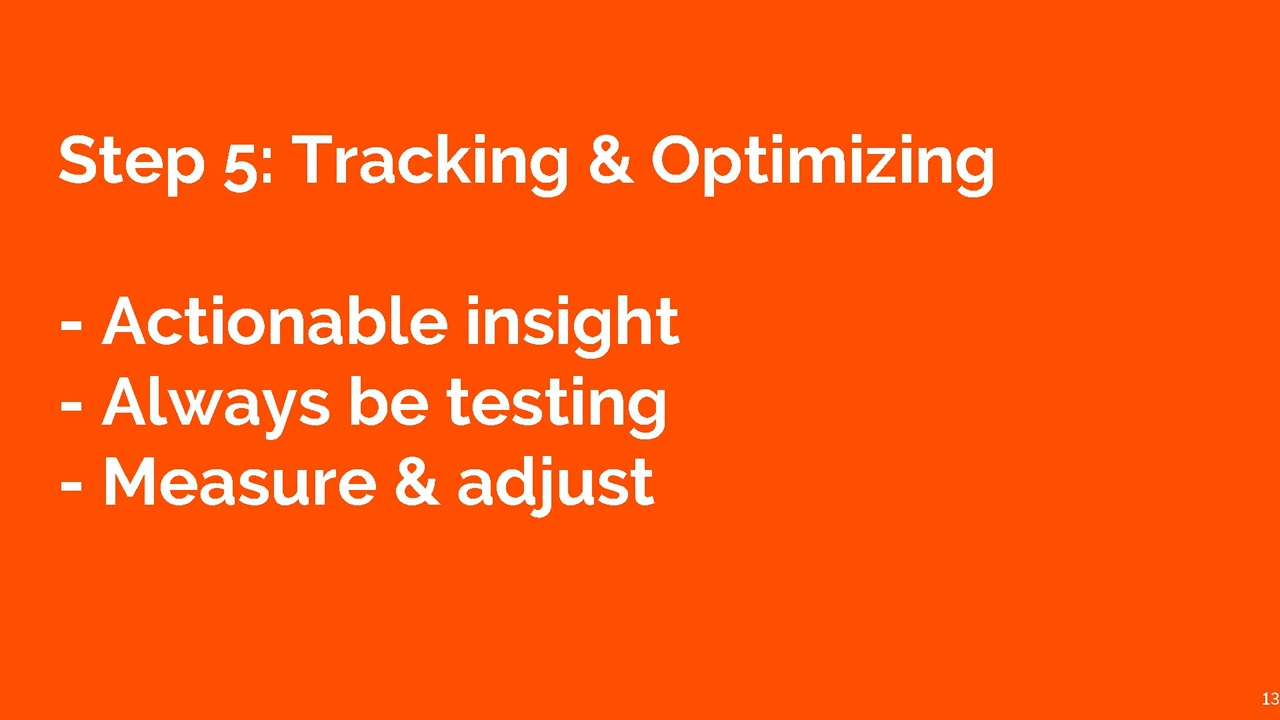 Step 5: Tracking & Optimizing
- Actionable insight
- Always be testing
- Measure & adjust
13